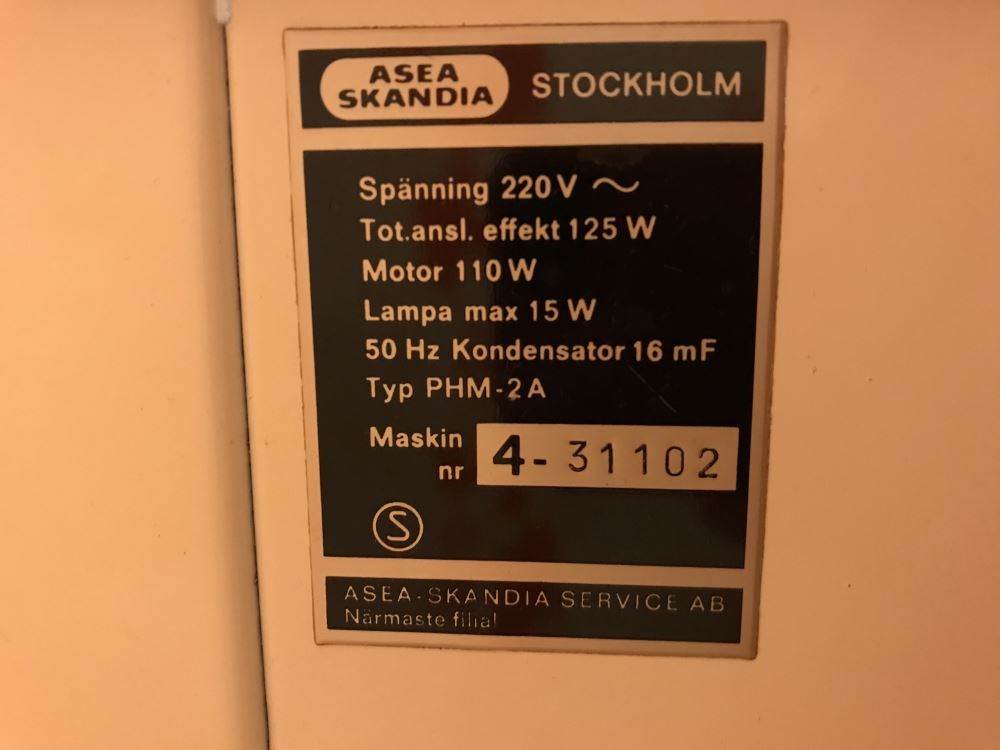 ASEA
SKANDIA
STOCKHOLM
Spänning 220 V ~
Tot.ansl. effekt 125 W
Motor 110 W
Lampa max 15 W
50 Hz Kondensator 16 mF
Typ PHM-2A
Maskin
nr
4-31102
S
ASEA-SKANDIA SERVICE AB
Närmaste filial